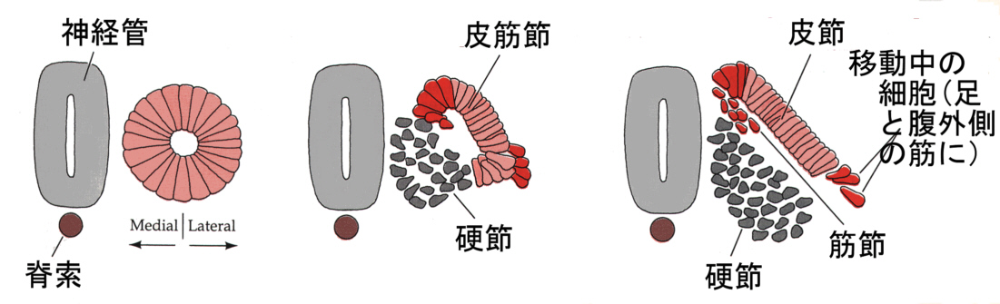 神経管
Medial Lateral
脊索
皮筋節
硬節
皮節
移動中の
細胞（足
と腹外側
の筋に）
筋節
硬節